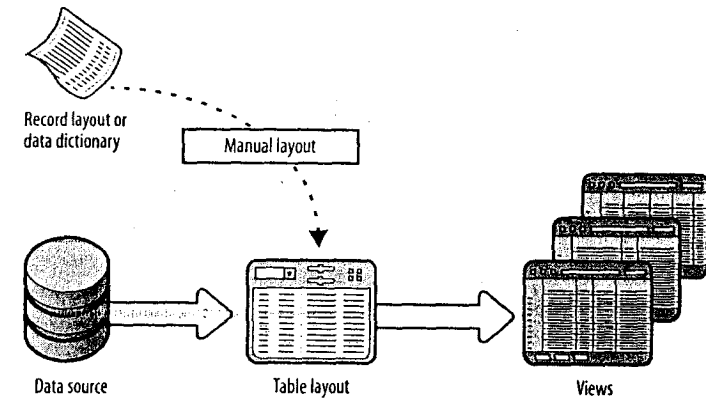 Record layout or
data dictionary
Manual layout
Data source
Table layout
Views